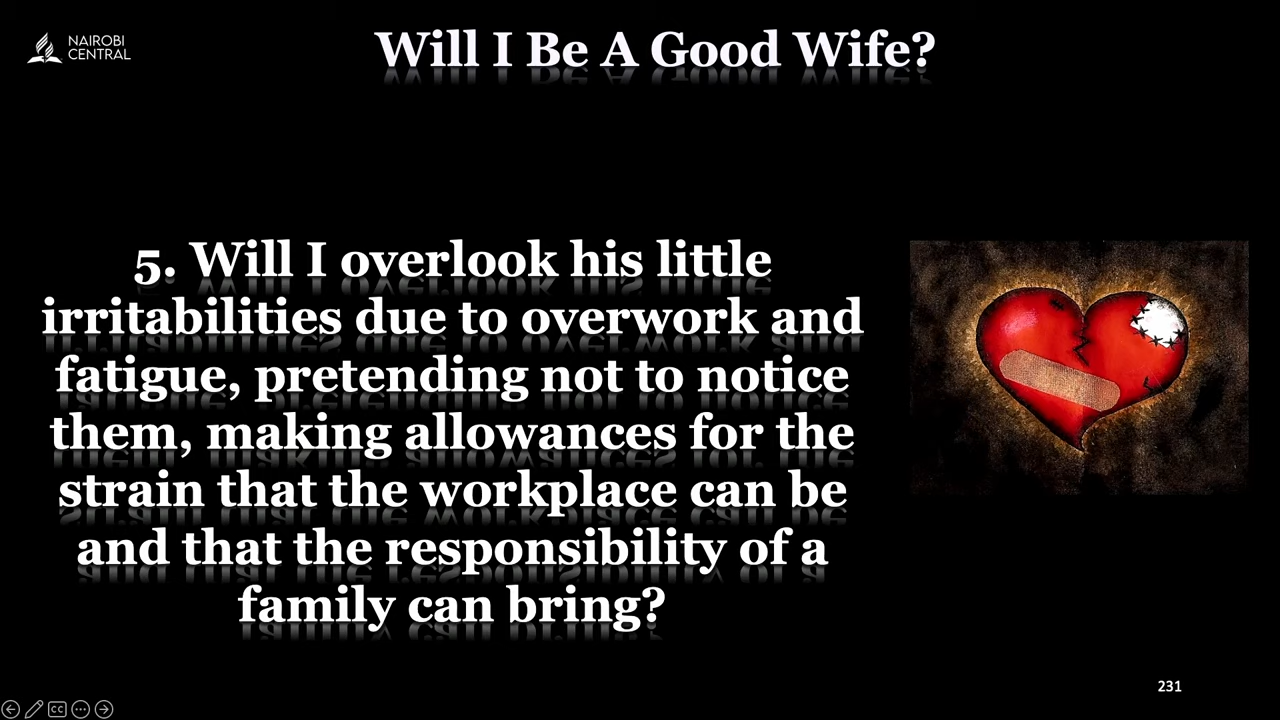 NAIROBI
CENTRAL
Will I Be A Good Wife?
5. Will I overlook his little
irritabilities due to overwork and
fatigue, pretending not to notice
them, making allowances for the
strain that the workplace can be
and that the responsibility of a
family can bring?
231
CC